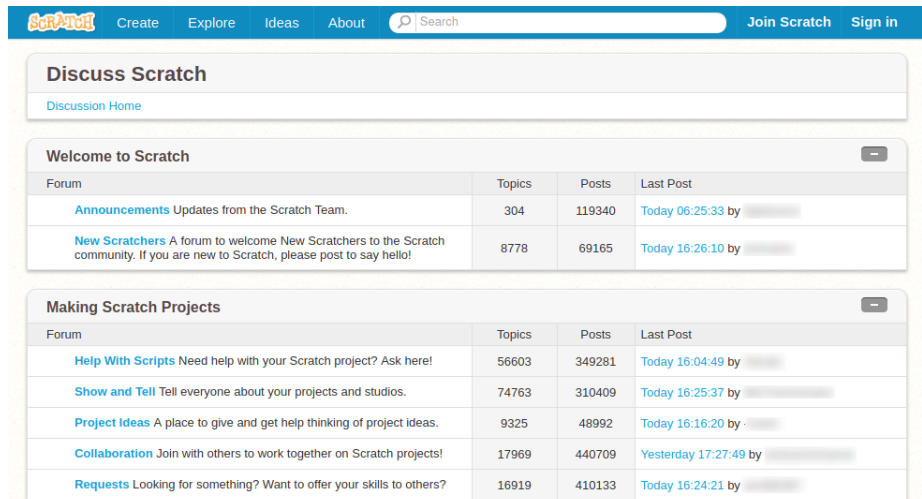 SCRATCH Create Explore Ideas About Search Join Scratch Sign in
Discuss Scratch
Discussion Home
Welcome to Scratch
Forum Topics Posts Last Post
Announcements Updates from the Scratch Team. 304 119340 Today 06:25:33 by
New Scratchers A forum to welcome New Scratchers to the Scratch
community. If you are new to Scratch, please post to say hello! 8778 69165 Today 16:26:10 by
Making Scratch Projects
Forum Topics Posts Last Post
Help With Scripts Need help with your Scratch project? Ask here! 56603 349281 Today 16:04:49 by
Show and Tell Tell everyone about your projects and studios. 74763 310409 Today 16:25:37 by
Project Ideas A place to give and get help thinking of project ideas. 9325 48992 Today 16:16:20 by
Collaboration Join with others to work together on Scratch projects! 17969 440709 Yesterday 17:27:49 by
Requests Looking for something? Want to offer your skills to others? 16919 410133 Today 16:24:21 by